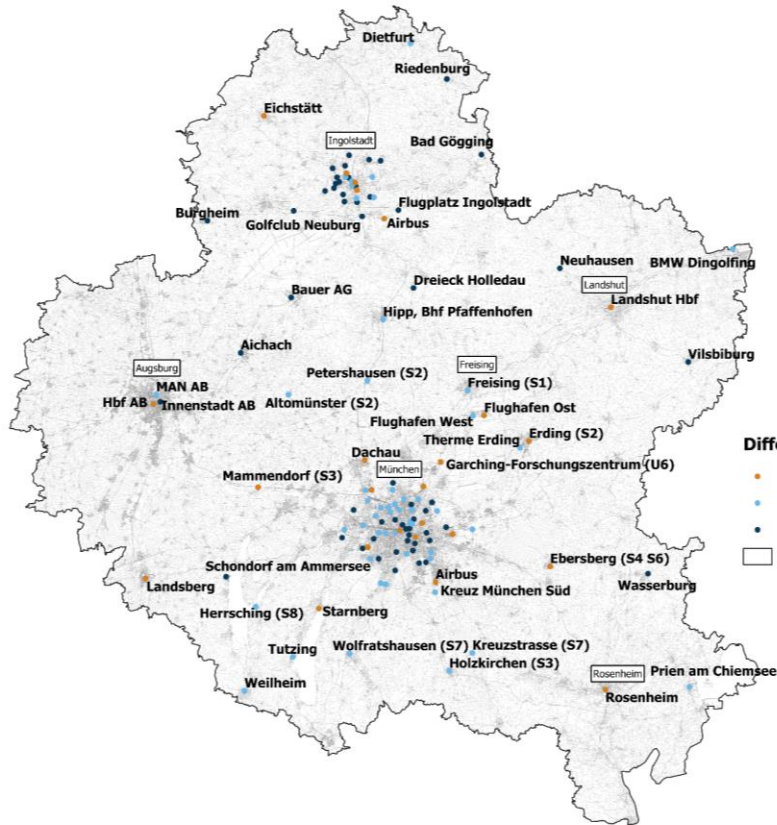 Dietfurt
Riedenburg
Eichstätt
Ingolstadt
Bad Gögging
Flugplatz Ingolstadt
Burgheim
Golfclub Neuburg
Airbus
Neuhausen
BMW Dingolfing
Dreieck Holledau
Landshut
Bauer AG
Landshut Hbf
Hipp, Bhf Pfaffenhofen
Aichach
Vilsbiburg
Augsburg
Petershausen (S2)
Freising
MAN AB
Freising (S1)
Hbf AB
Innenstadt AB
Altomünster (S2)
Flughafen Ost
Flughafen West
Therme Erding
Erding (S2)
Diffe
Dachau
München
Garching-Forschungszentrum (U6)
Mammendorf (S3)
Schondorf am Ammersee
Ebersberg (S4 S6)
Airbus
Landsberg
Kreuz München Süd
Wasserburg
Herrsching (S8)
Starnberg
Tutzing
Wolfratshausen (S7)
Kreuzstrasse (S7)
Holzkirchen (S3)
Rosenheim
Prien am Chiemsee
Weilheim
Rosenheim